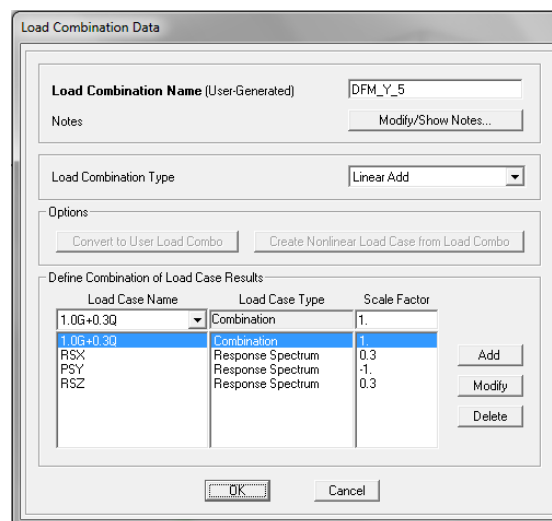 Load Combination Data
Load Combination Name (User-Generated) DFM_Y_5
Notes Modify/Show Notes...
Load Combination Type Linear Add
Options
Convert to User Load Combo Create Nonlinear Load Case from Load Combo
Define Combination of Load Case Results
Load Case Name Load Case Type Scale Factor
1.0G+0.3Q Combination 1.
1.0G+0.3Q Combination 1.
RSX Response Spectrum 0.3
PSY Response Spectrum -1.
RSZ Response Spectrum 0.3
Add
Modify
Delete
OK Cancel